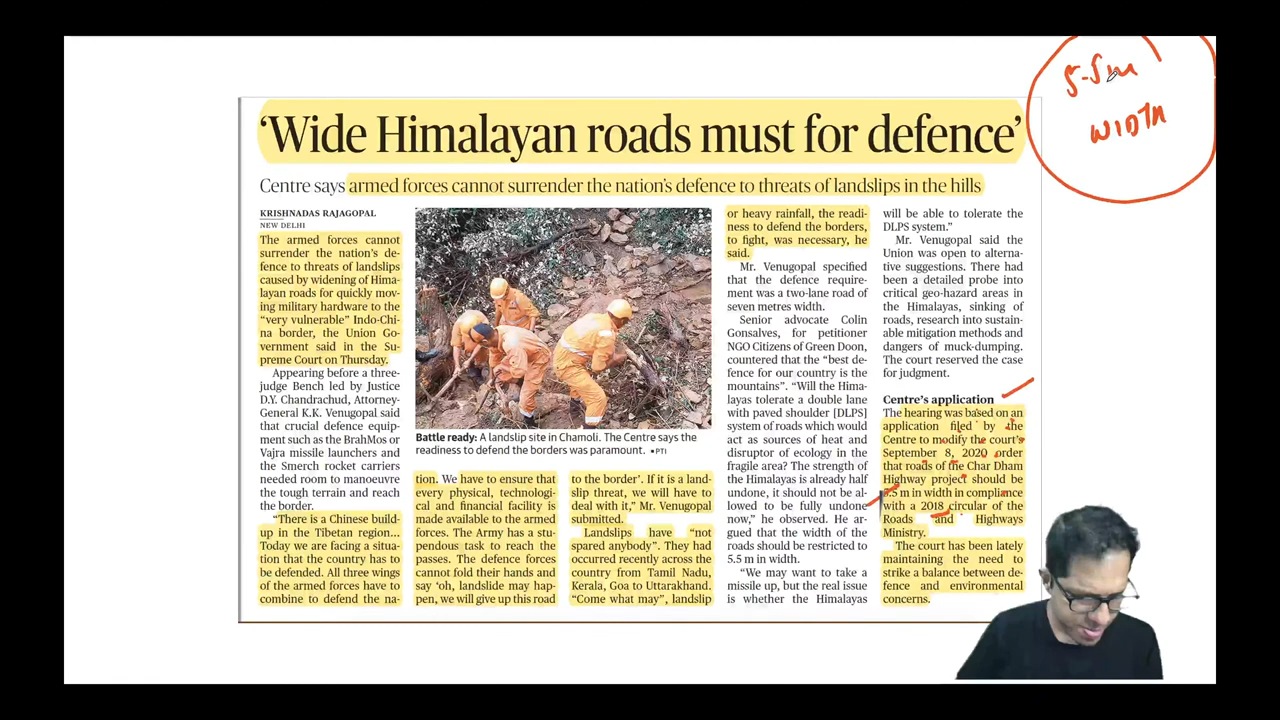 5.5m
WIDTH
‘Wide Himalayan roads must for defence’
Centre says armed forces cannot surrender the nation’s defence to threats of landslips in the hills
KRISHNADAS RAJAGOPAL
NEW DELHI
The armed forces cannot
surrender the nation’s de-
fence to threats of landslips
caused by widening of Hima-
layan roads for quickly mov-
ing military hardware to the
“very vulnerable” Indo-Chi-
na border, the Union Go-
vernment said in the Su-
preme Court on Thursday.
Appearing before a three-
judge Bench led by Justice
D.Y. Chandrachud, Attorney-
General K.K. Venugopal said
that crucial defence equip-
ment such as the BrahMos or
Vajra missile launchers and
the Smerch rocket carriers
needed room to manoeuvre
the tough terrain and reach
the border.
“There is a Chinese build-
up in the Tibetan region...
Today we are facing a situa-
tion that the country has to
be defended. All three wings
of the armed forces have to
combine to defend the na-
Battle ready: A landslip site in Chamoli. The Centre says the
readiness to defend the borders was paramount. ▪PTI
tion. We have to ensure that
every physical, technologi-
cal and financial facility is
made available to the armed
forces. The Army has a stu-
pendous task to reach the
passes. The defence forces
cannot fold their hands and
say ‘oh, landslide may hap-
pen, we will give up this road
to the border’. If it is a land-
slip threat, we will have to
deal with it,” Mr. Venugopal
submitted.
Landslips have “not
spared anybody”. They had
occurred recently across the
country from Tamil Nadu,
Kerala, Goa to Uttarakhand.
“Come what may”, landslip
or heavy rainfall, the readi-
ness to defend the borders,
to fight, was necessary, he
said.
Mr. Venugopal specified
that the defence require-
ment was a two-lane road of
seven metres width.
Senior advocate Colin
Gonsalves, for petitioner
NGO Citizens of Green Doon,
countered that the “best de-
fence for our country is the
mountains”. “Will the Hima-
layas tolerate a double lane
with paved shoulder [DLPS]
system of roads which would
act as sources of heat and
disruptor of ecology in the
fragile area? The strength of
the Himalayas is already half
undone, it should not be al-
lowed to be fully undone
now,” he observed. He ar-
gued that the width of the
roads should be restricted to
5.5 m in width.
“We may want to take a
missile up, but the real issue
is whether the Himalayas
will be able to tolerate the
DLPS system.”
Mr. Venugopal said the
Union was open to alterna-
tive suggestions. There had
been a detailed probe into
critical geo-hazard areas in
the Himalayas, sinking of
roads, research into sustain-
able mitigation methods and
dangers of muck-dumping.
The court reserved the case
for judgment.
Centre’s application
The hearing was based on an
application filed by the
Centre to modify the court’s
September 8, 2020 order
that roads of the Char Dham
Highway project should be
5.5 m in width in compliance
with a 2018 circular of the
Roads and Highways
Ministry.
The court has been lately
maintaining the need to
strike a balance between de-
fence and environmental
concerns.